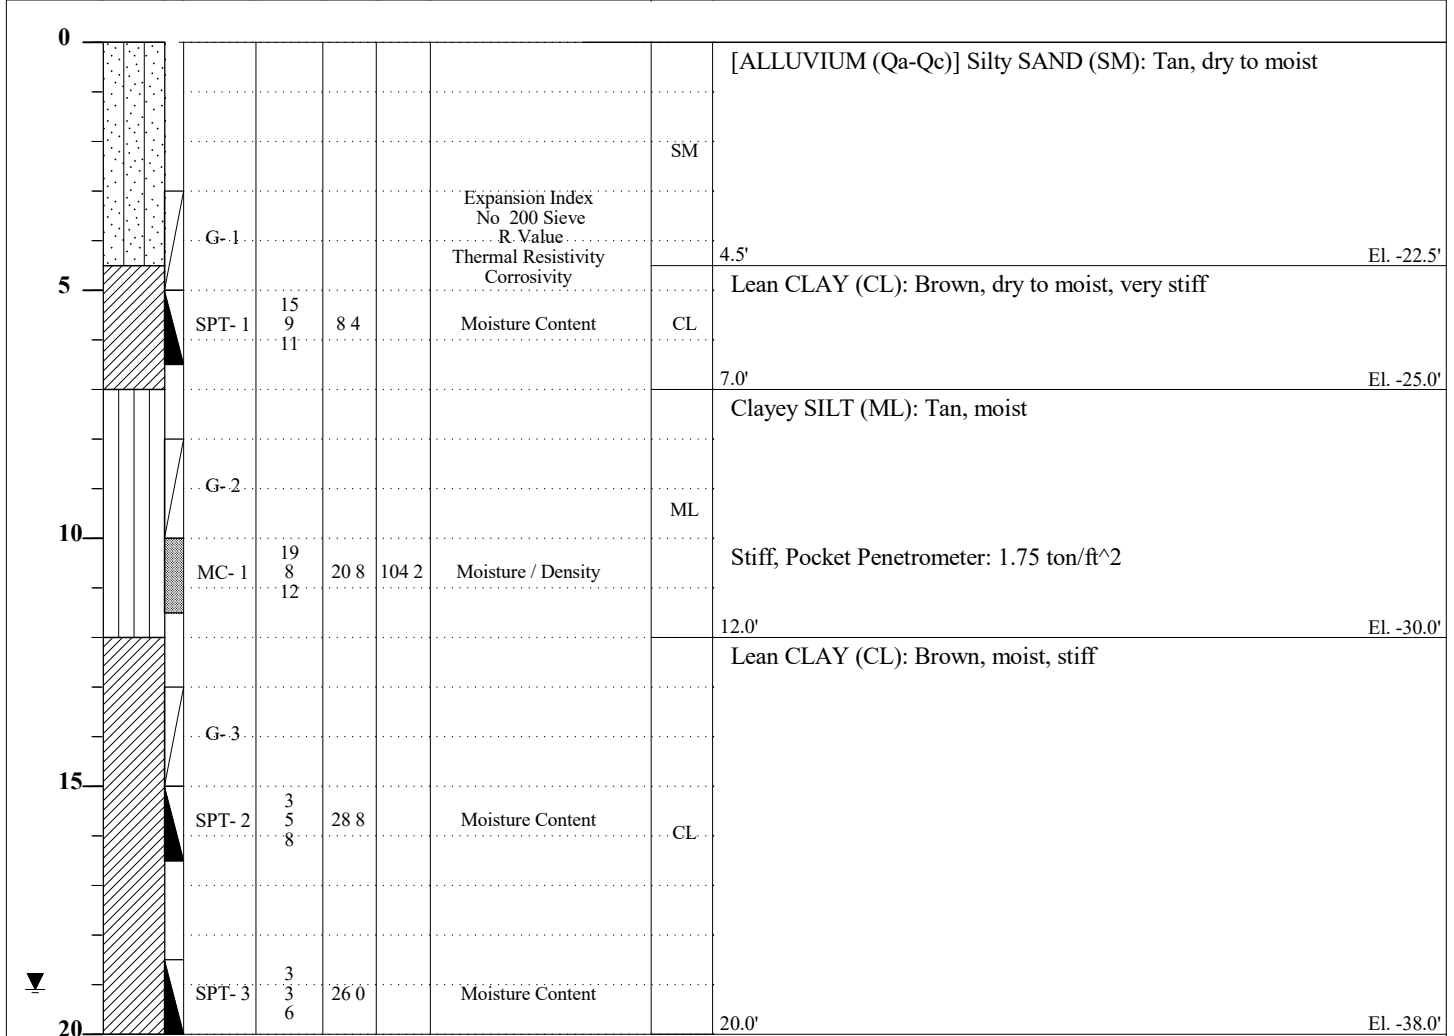 0
[ALLUVIUM (Qa-Qc)] Silty SAND (SM): Tan, dry to moist
SM
Expansion Index
No 200 Sieve
G- 1
R Value
Thermal Resistivity
4.5'
El. -22.5'
Corrosivity
5
Lean CLAY (CL): Brown, dry to moist, very stiff
15
SPT- 1
9
8 4
Moisture Content
CL
11
7.0'
El. -25.0'
Clayey SILT (ML): Tan, moist
G- 2
ML
10
19
Stiff, Pocket Penetrometer: 1.75 ton/ft^2
MC- 1
8
20 8
104 2
Moisture / Density
12
12.0'
El. -30.0'
Lean CLAY (CL): Brown, moist, stiff
G- 3
15
3
SPT- 2
5
28 8
Moisture Content
CL
8
3
SPT- 3
3
26 0
Moisture Content
6
20
20.0'
El. -38.0'